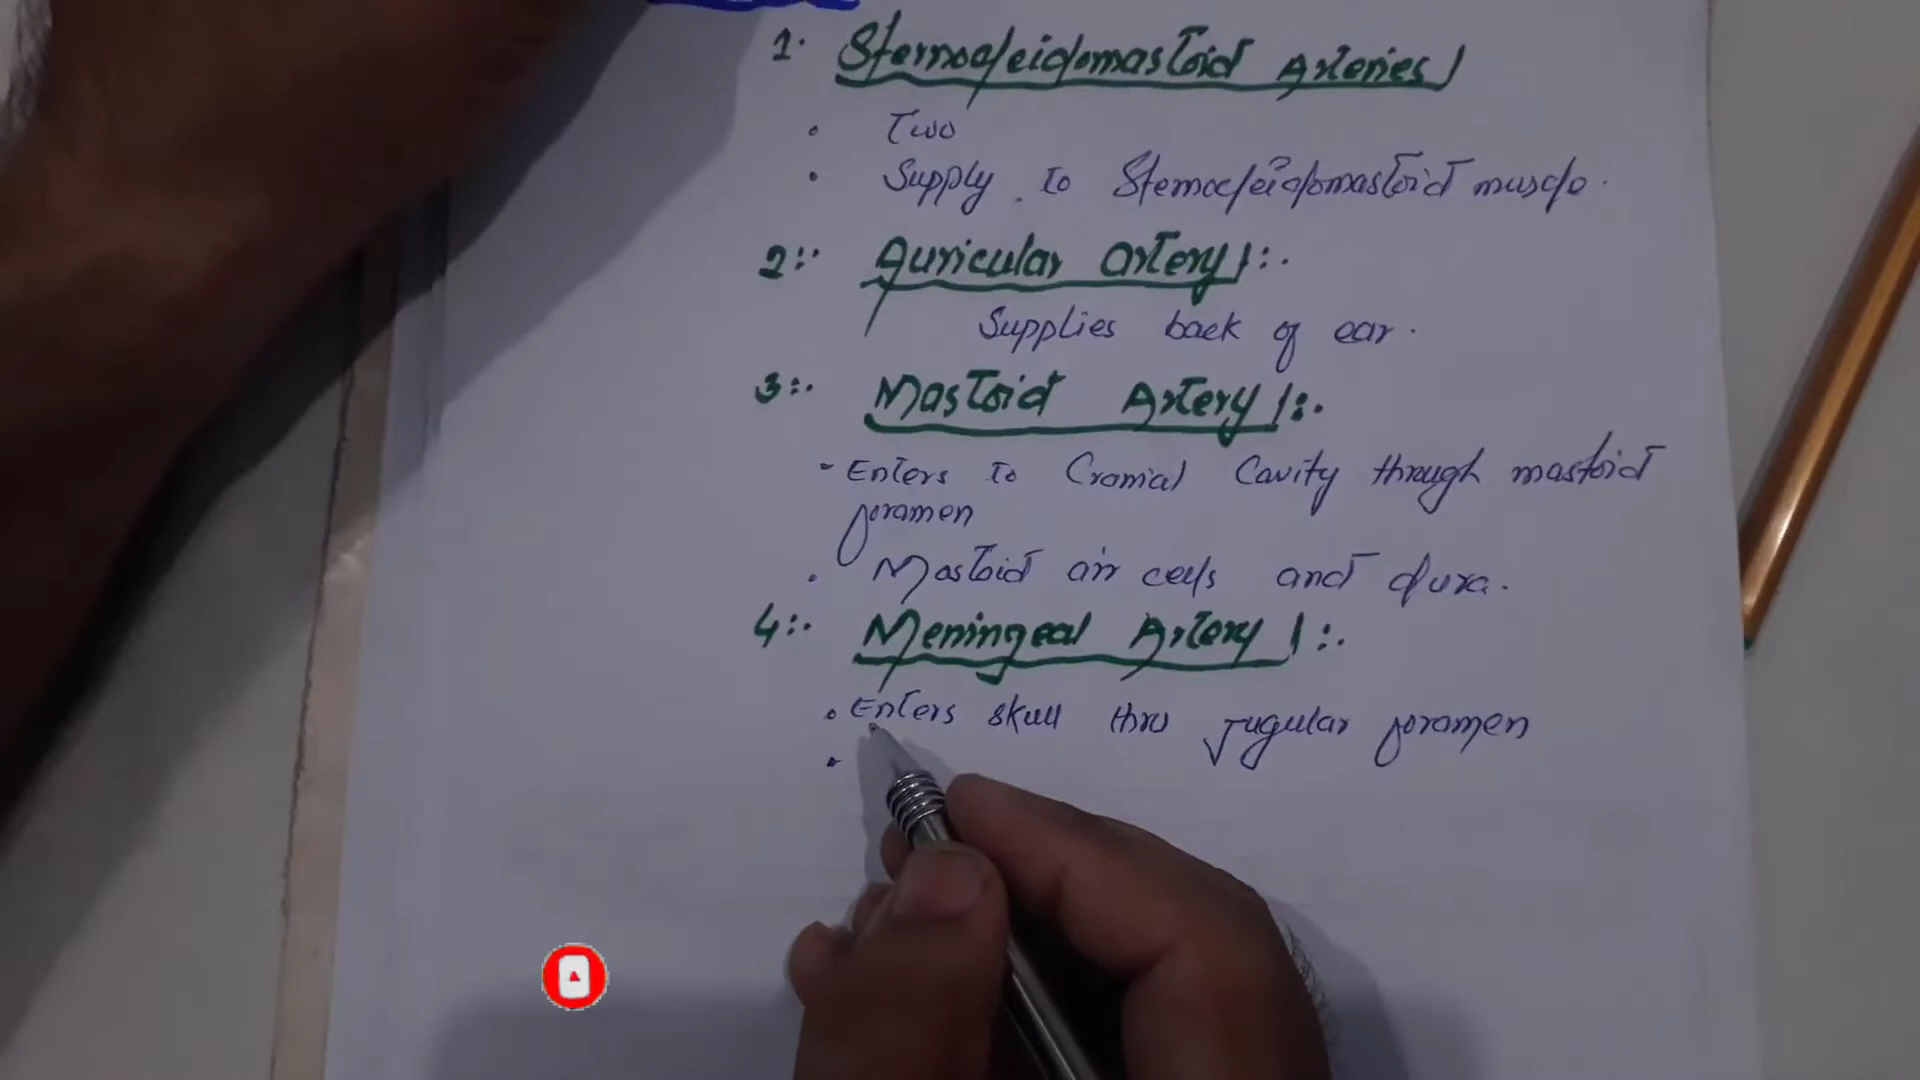 1. Sternocleidomastoid Arteries
• Two
• Supply to Sternocleidomastoid muscle.
2:. Auricular artery:.
Supplies back of ear.
3:. Mastoid Artery:.
- Enters to Cranial Cavity through mastoid
foramen
• Mastoid air cells and dura.
4:. Meningeal Artery:.
• Enters skull thru jugular foramen
•